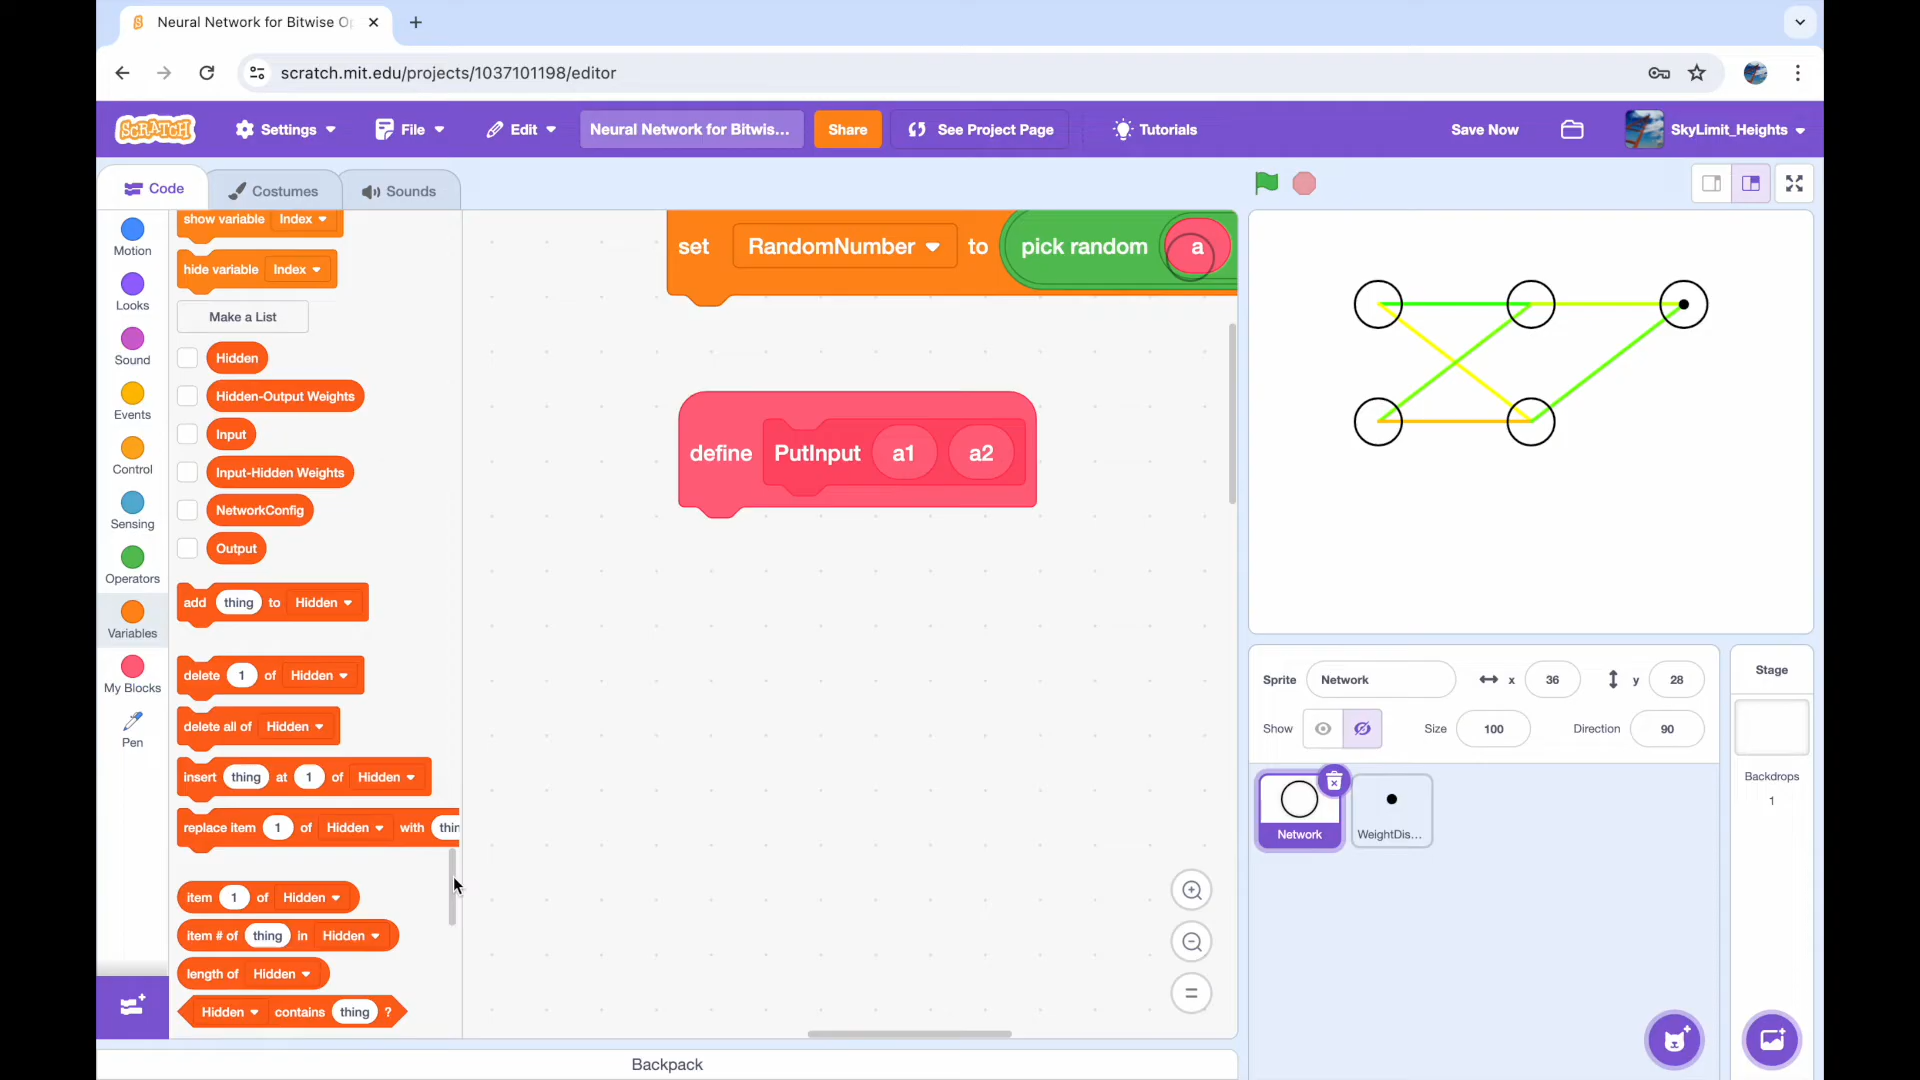 Neural Network for Bitwise Op
scratch.mit.edu/projects/1037101198/editor
SCRATCH
Settings
File
Edit
Neural Network for Bitwis...
Share
See Project Page
Tutorials
Save Now
SkyLimit_Heights
Code
Costumes
Sounds
Motion
Looks
Sound
Events
Control
Sensing
Operators
Variables
My Blocks
Pen
show variable Index
hide variable Index
Make a List
Hidden
Hidden-Output Weights
Input
Input-Hidden Weights
NetworkConfig
Output
add thing to Hidden
delete 1 of Hidden
delete all of Hidden
insert thing at 1 of Hidden
replace item 1 of Hidden with
item 1 of Hidden
item # of thing in Hidden
length of Hidden
Hidden contains thing ?
set RandomNumber to pick random a
define PutInput a1 a2
Backpack
Sprite Network x 36 y 28
Show Size 100 Direction 90
Network
WeightDis...
Stage
Backdrops
1